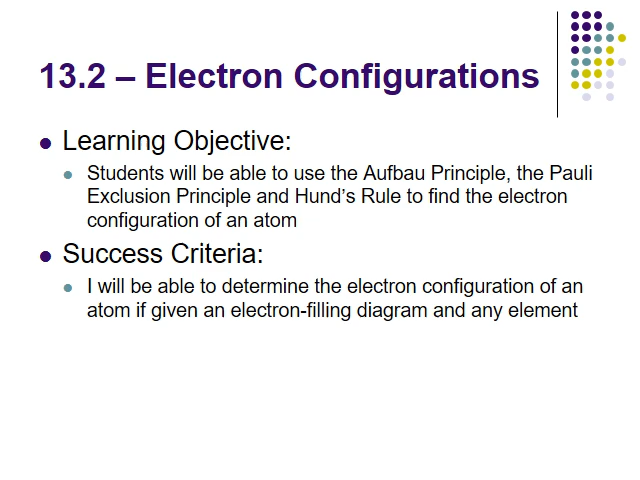 13.2 – Electron Configurations
Learning Objective:
Students will be able to use the Aufbau Principle, the Pauli
Exclusion Principle and Hund's Rule to find the electron
configuration of an atom
Success Criteria:
I will be able to determine the electron configuration of an
atom if given an electron-filling diagram and any element